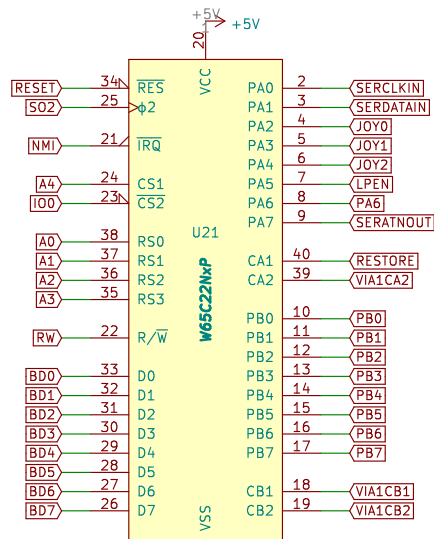 +5V
+5V
20
VCC
RESET 34 RES PA0 2 SERCLKIN
SO2 25 ϕ2 PA1 3 SERDATAIN
PA2 4 JOY0
NMI 21 IRQ PA3 5 JOY1
PA4 6 JOY2
A4 24 CS1 PA5 7 LPEN
IO0 23 CS2 PA6 8 PA6
PA7 9 SERATNOUT
U21
W65C22NxP
A0 38 RS0
A1 37 RS1 CA1 40 RESTORE
A2 36 RS2 CA2 39 VIA1CA2
A3 35 RS3
PB0 10 PB0
RW 22 R/W PB1 11 PB1
PB2 12 PB2
BD0 33 D0 PB3 13 PB3
BD1 32 D1 PB4 14 PB4
BD2 31 D2 PB5 15 PB5
BD3 30 D3 PB6 16 PB6
BD4 29 D4 PB7 17 PB7
BD5 28 D5
BD6 27 D6 CB1 18 VIA1CB1
BD7 26 D7 CB2 19 VIA1CB2
VSS